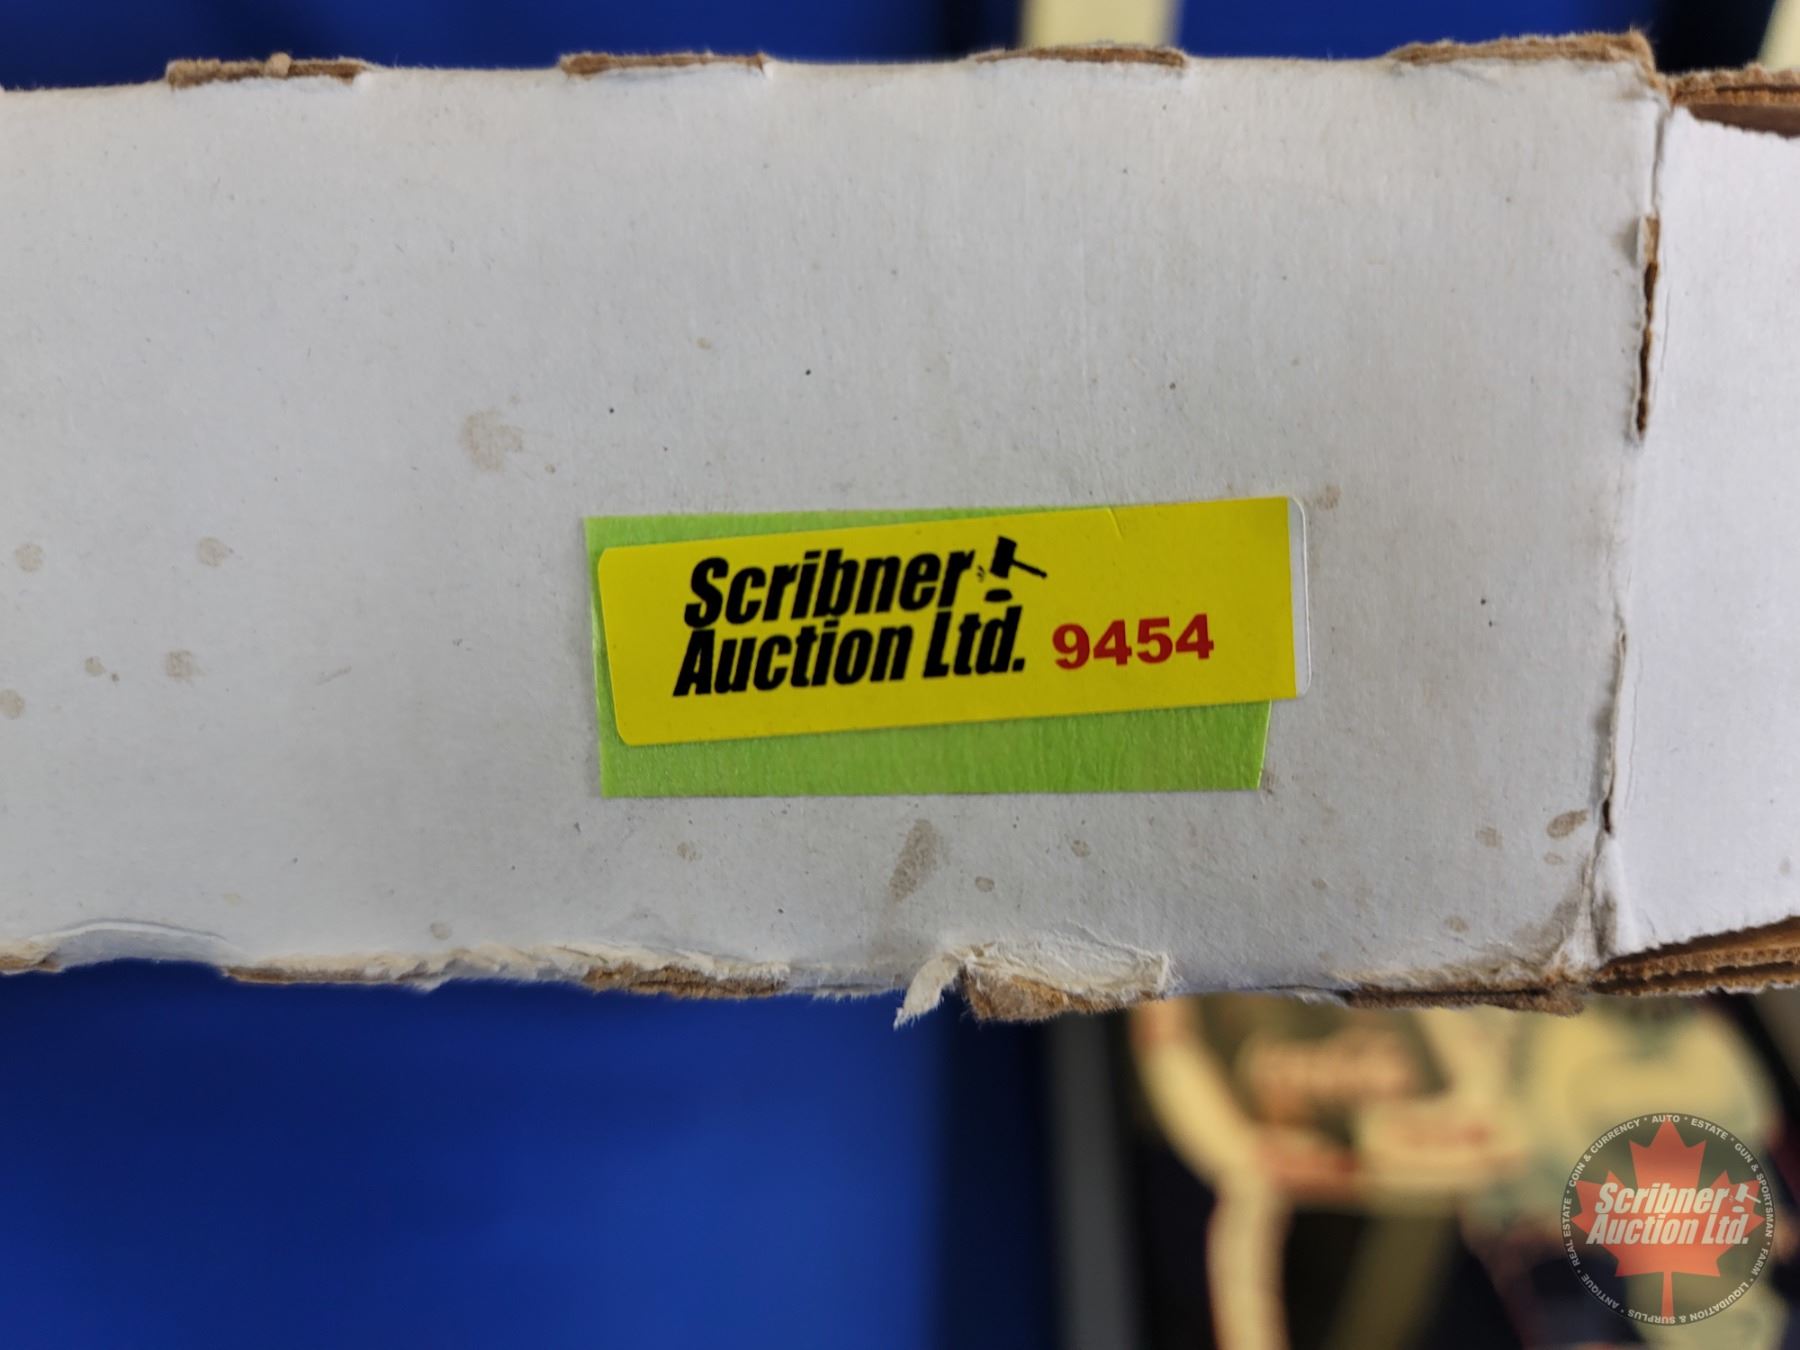 Scribner
Auction Ltd. 9454
COIN & CURRENCY • AUTO • ESTATE • GUN & SPORTSMAN • FARM • LIQUIDATION & SURPLUS • ANTIQUE • REAL ESTATE •
Scribner
Auction Ltd.